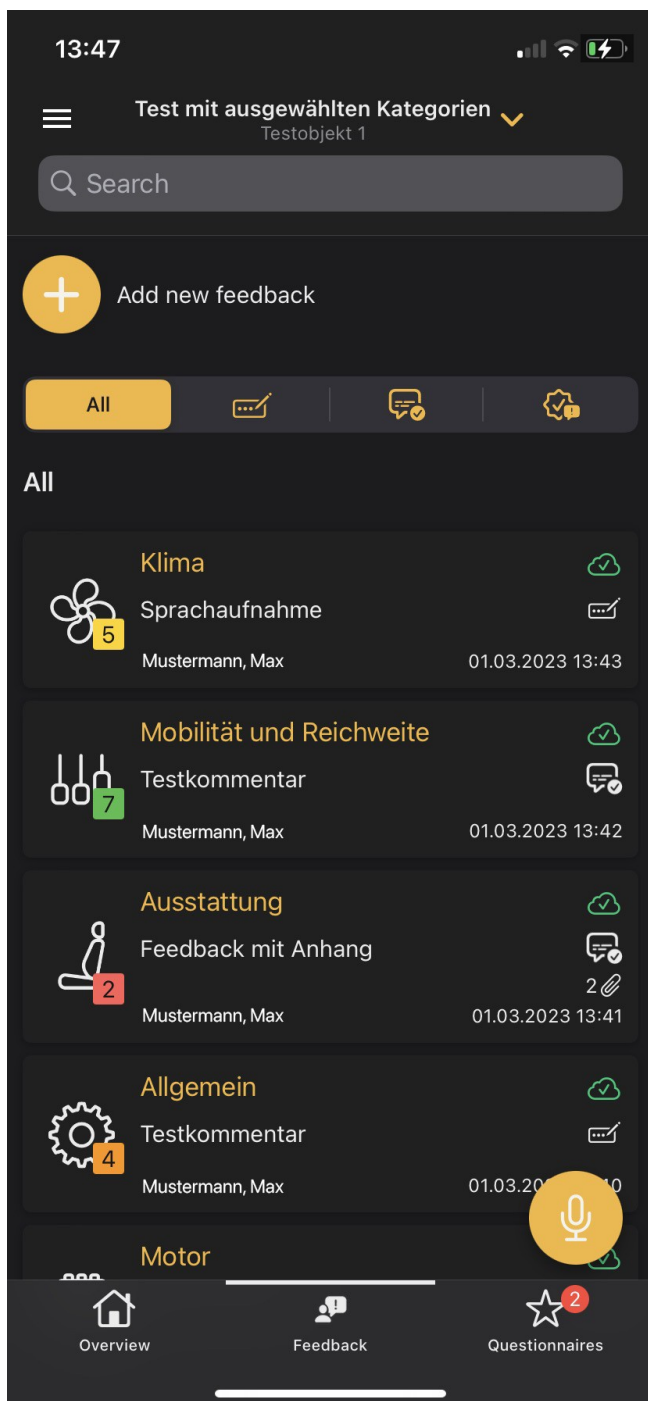 13:47
Test mit ausgewählten Kategorien
Testobjekt 1
Search
Add new feedback
All
All
Klima
Sprachaufnahme
5
Mustermann, Max 01.03.2023 13:43
Mobilität und Reichweite
Testkommentar
7
Mustermann, Max 01.03.2023 13:42
Ausstattung
Feedback mit Anhang
2
2
Mustermann, Max 01.03.2023 13:41
Allgemein
Testkommentar
4
Mustermann, Max
Motor
2
Overview Feedback Questionnaires